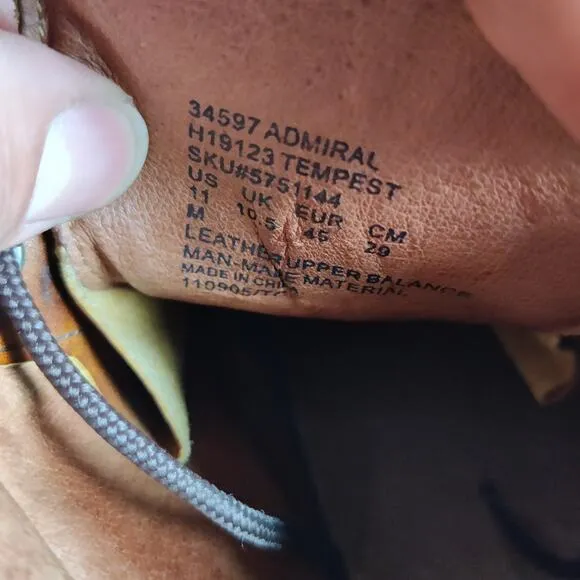 34597 ADMIRAL
H19123 TEMPEST
SKU#5751144
US UK EUR CM
11 10.5 45 29
M
LEATHER UPPER BALANCE
MAN-MADE MATERIAL
MADE IN CHINA